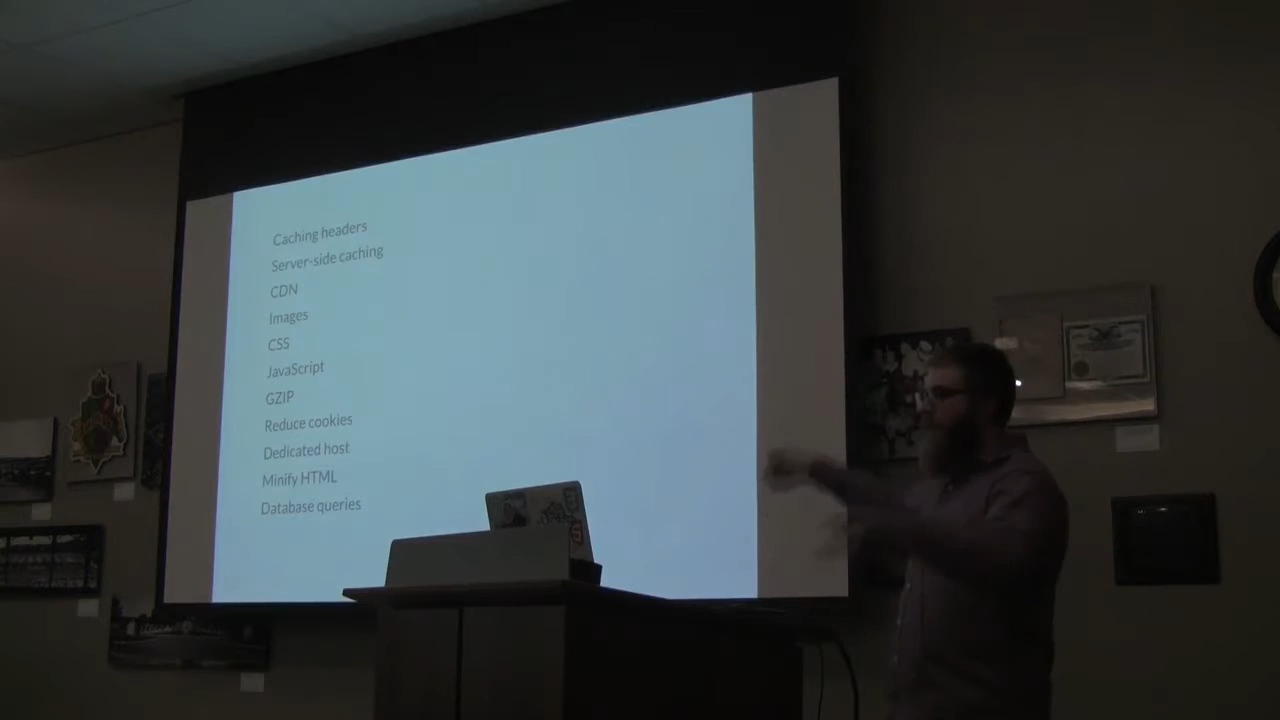 Caching headers
Server-side caching
CDN
Images
CSS
JavaScript
GZIP
Reduce cookies
Dedicated host
Minify HTML
Database queries